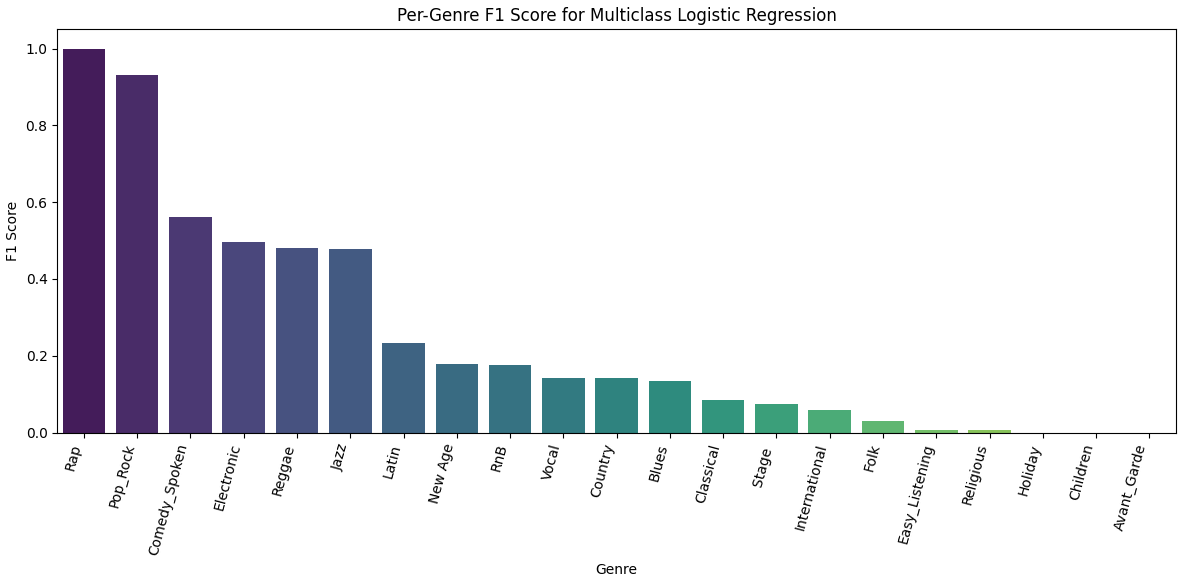 Per-Genre F1 Score for Multiclass Logistic Regression
F1 Score
1.0
0.8
0.6
0.4
0.2
0.0
Rap
Pop_Rock
Comedy_Spoken
Electronic
Reggae
Jazz
Latin
New Age
RnB
Vocal
Country
Blues
Classical
Stage
International
Folk
Easy_Listening
Religious
Holiday
Children
Avant_Garde
Genre